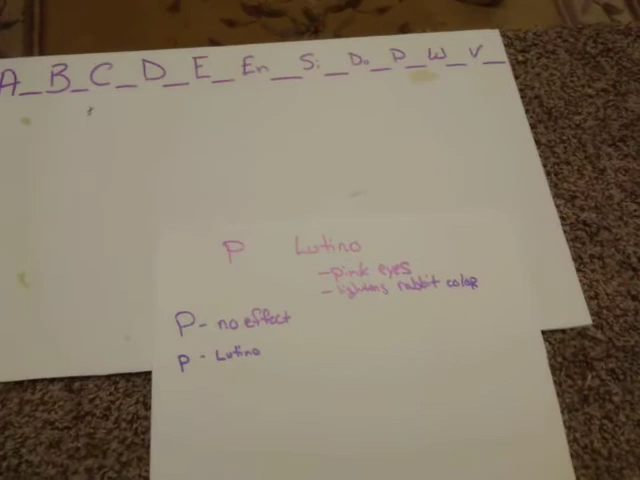 A_B_C_D_E_En_Si_Do_P_W_V_
P Lutino
-pink eyes
-lightens rabbit color
P- no effect
p - Lutino